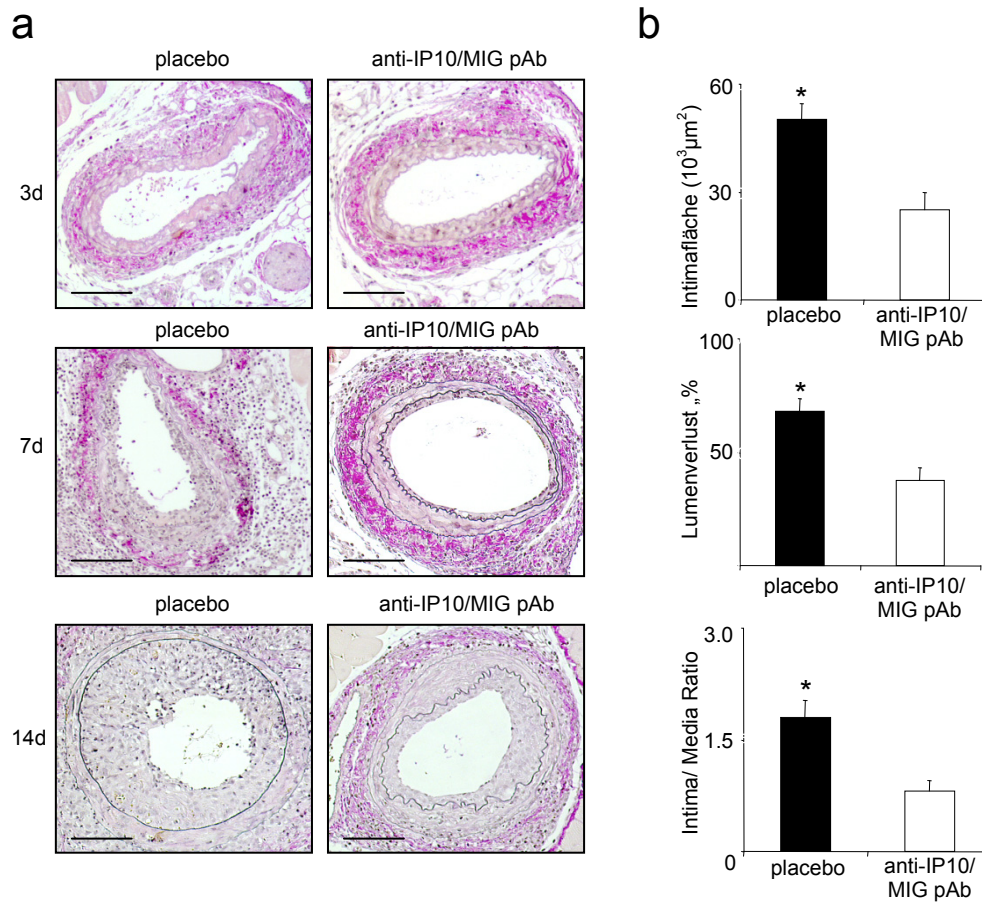 a
placebo
anti-IP10/MIG pAb
3d
placebo
anti-IP10/MIG pAb
7d
placebo
anti-IP10/MIG pAb
14d
b
Intimafläche (10³µm²)
60
30
0
*
placebo
anti-IP10/
MIG pAb
Lumenverlust „%
100
50
*
placebo
anti-IP10/
MIG pAb
Intima/ Media Ratio
3.0
1.5
0
*
placebo
anti-IP10/
MIG pAb